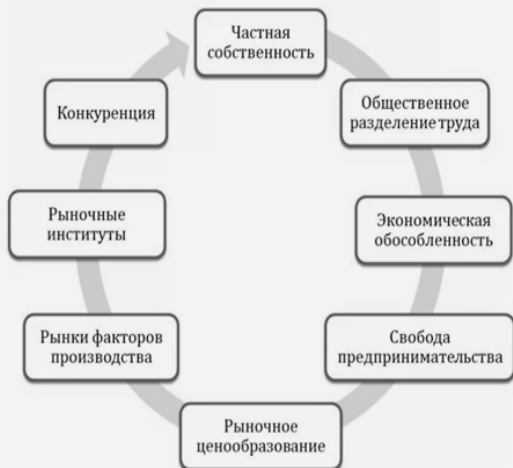 Частная
собственность
Общественное
разделение труда
Экономическая
обособленность
Свобода
предпринимательства
Рыночное
ценообразование
Рынки факторов
производства
Рыночные
институты
Конкуренция